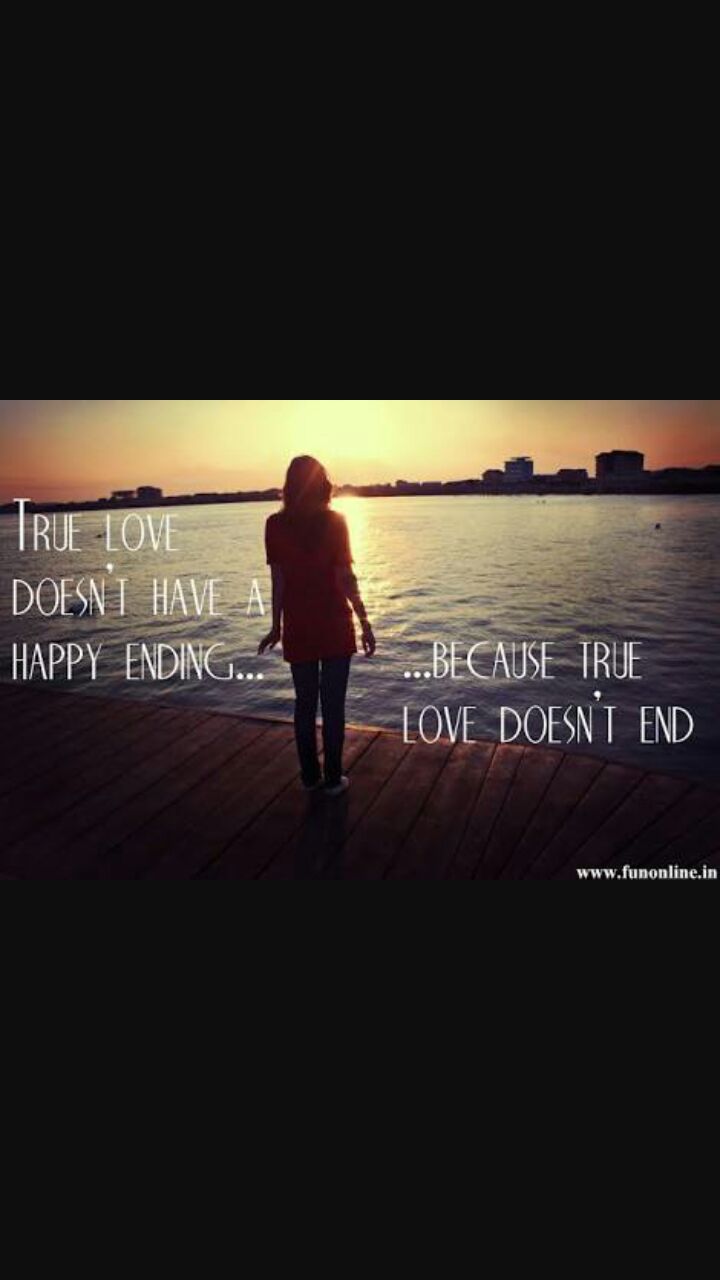 True love
doesn't have a
happy ending...
...because true
love doesn't end
www.funonline.in